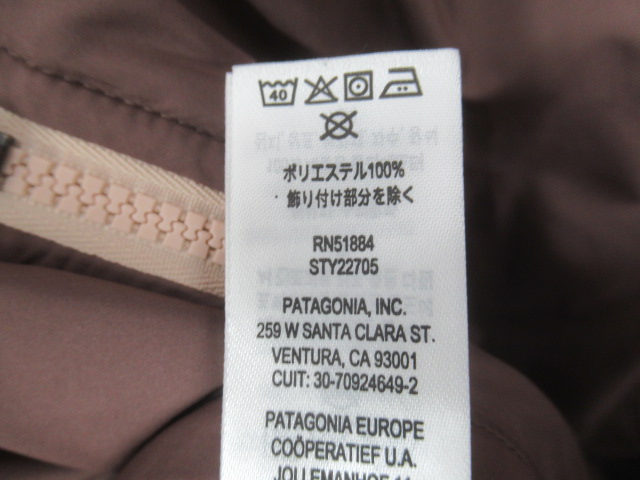 40
ポリエステル100%
飾り付け部分を除く
RN51884
STY22705
PATAGONIA, INC.
259 W SANTA CLARA ST.
VENTURA, CA 93001
CUIT: 30-70924649-2
PATAGONIA EUROPE
COÖPERATIEF U.A.
JOLLEMANHOF